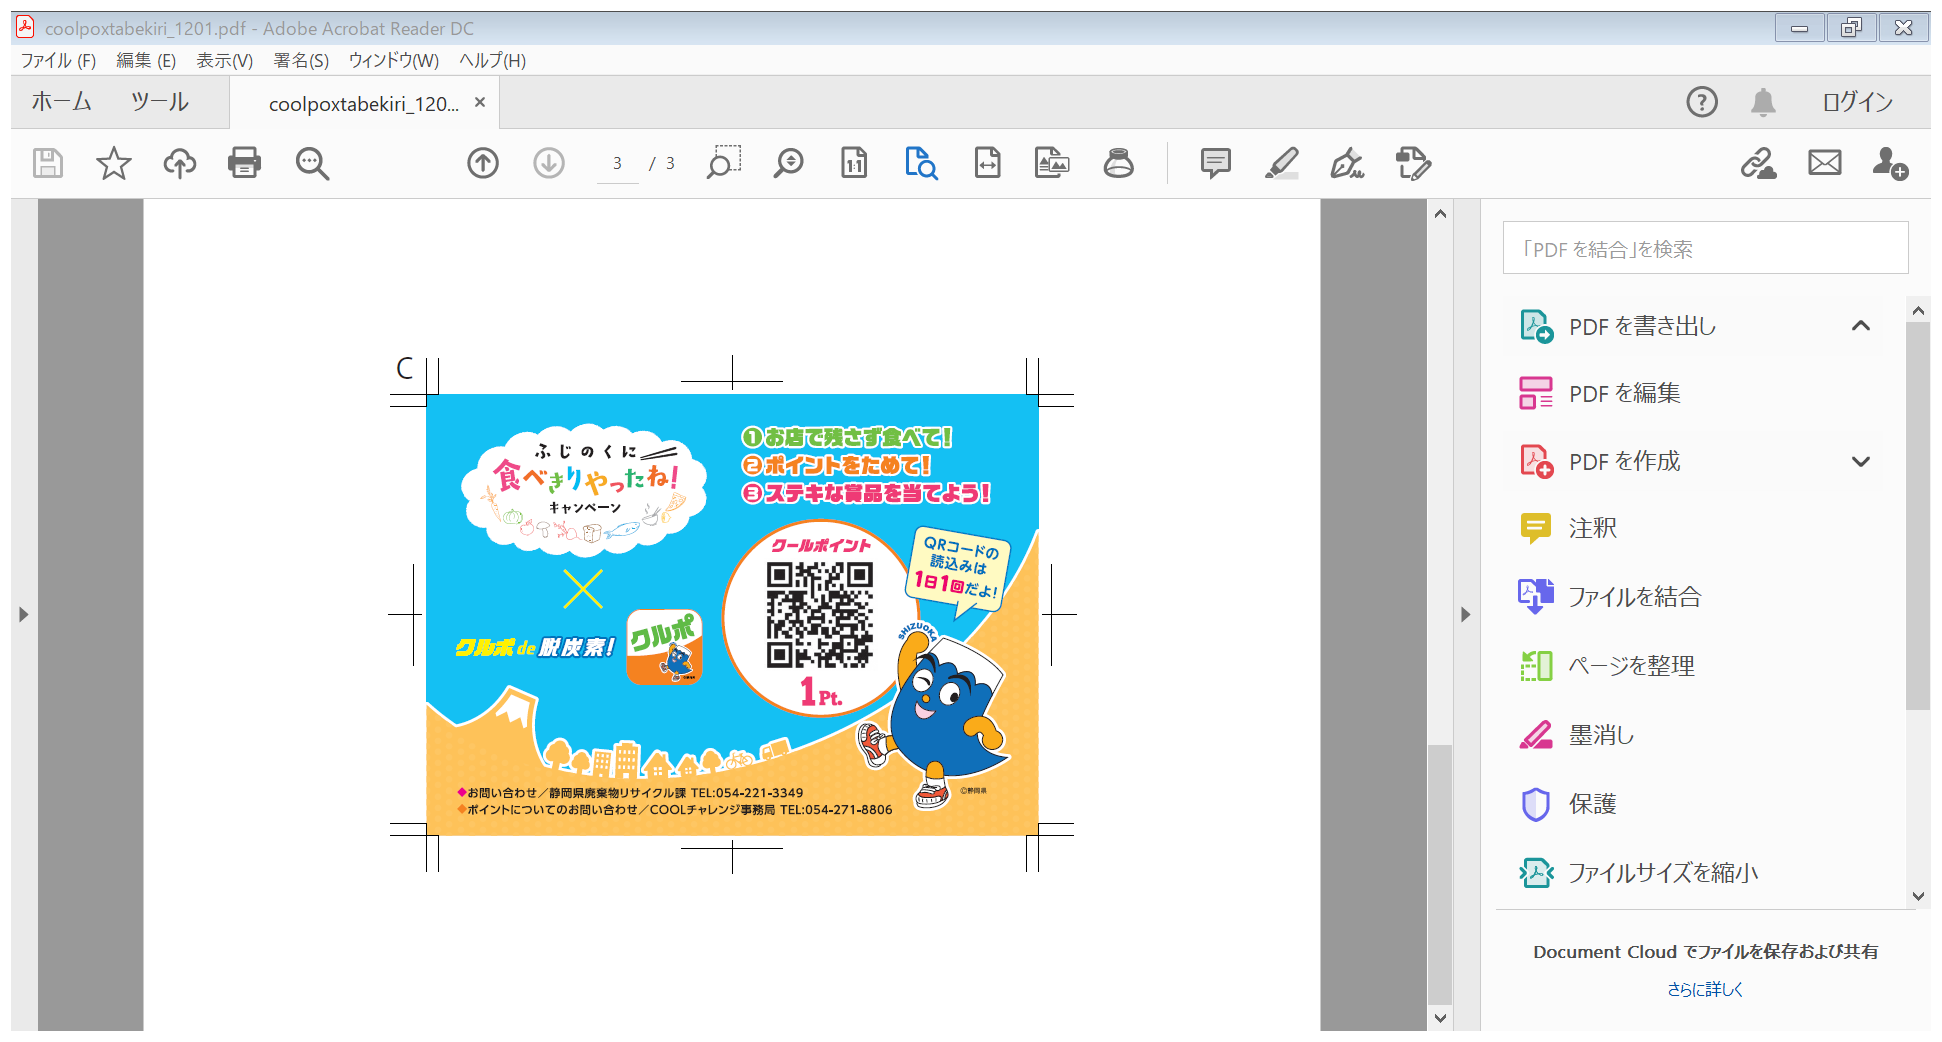 coolpoxtabekiri_1201.pdf - Adobe Acrobat Reader DC
ファイル (F) 編集 (E) 表示(V) 署名(S) ウィンドウ(W) ヘルプ(H)
ホーム ツール coolpoxtabekiri_120... ×
ログイン
3 / 3
1:1
「PDF を結合」を検索
PDF を書き出し
PDF を編集
PDF を作成
注釈
ファイルを結合
ページを整理
墨消し
保護
ファイルサイズを縮小
Document Cloud でファイルを保存および共有
さらに詳しく
C
ふじのくに
食べきりやったね!
キャンペーン
①お店で残さず食べて!
②ポイントをためて!
③ステキな賞品を当てよう!
クールポイント
1Pt.
QRコードの
読込みは
1日1回だよ!
クルポ de 脱炭素!
クルポ
SHIZUOKA
©静岡県
◆お問い合わせ/静岡県廃棄物リサイクル課 TEL:054-221-3349
◆ポイントについてのお問い合わせ/COOLチャレンジ事務局 TEL:054-271-8806